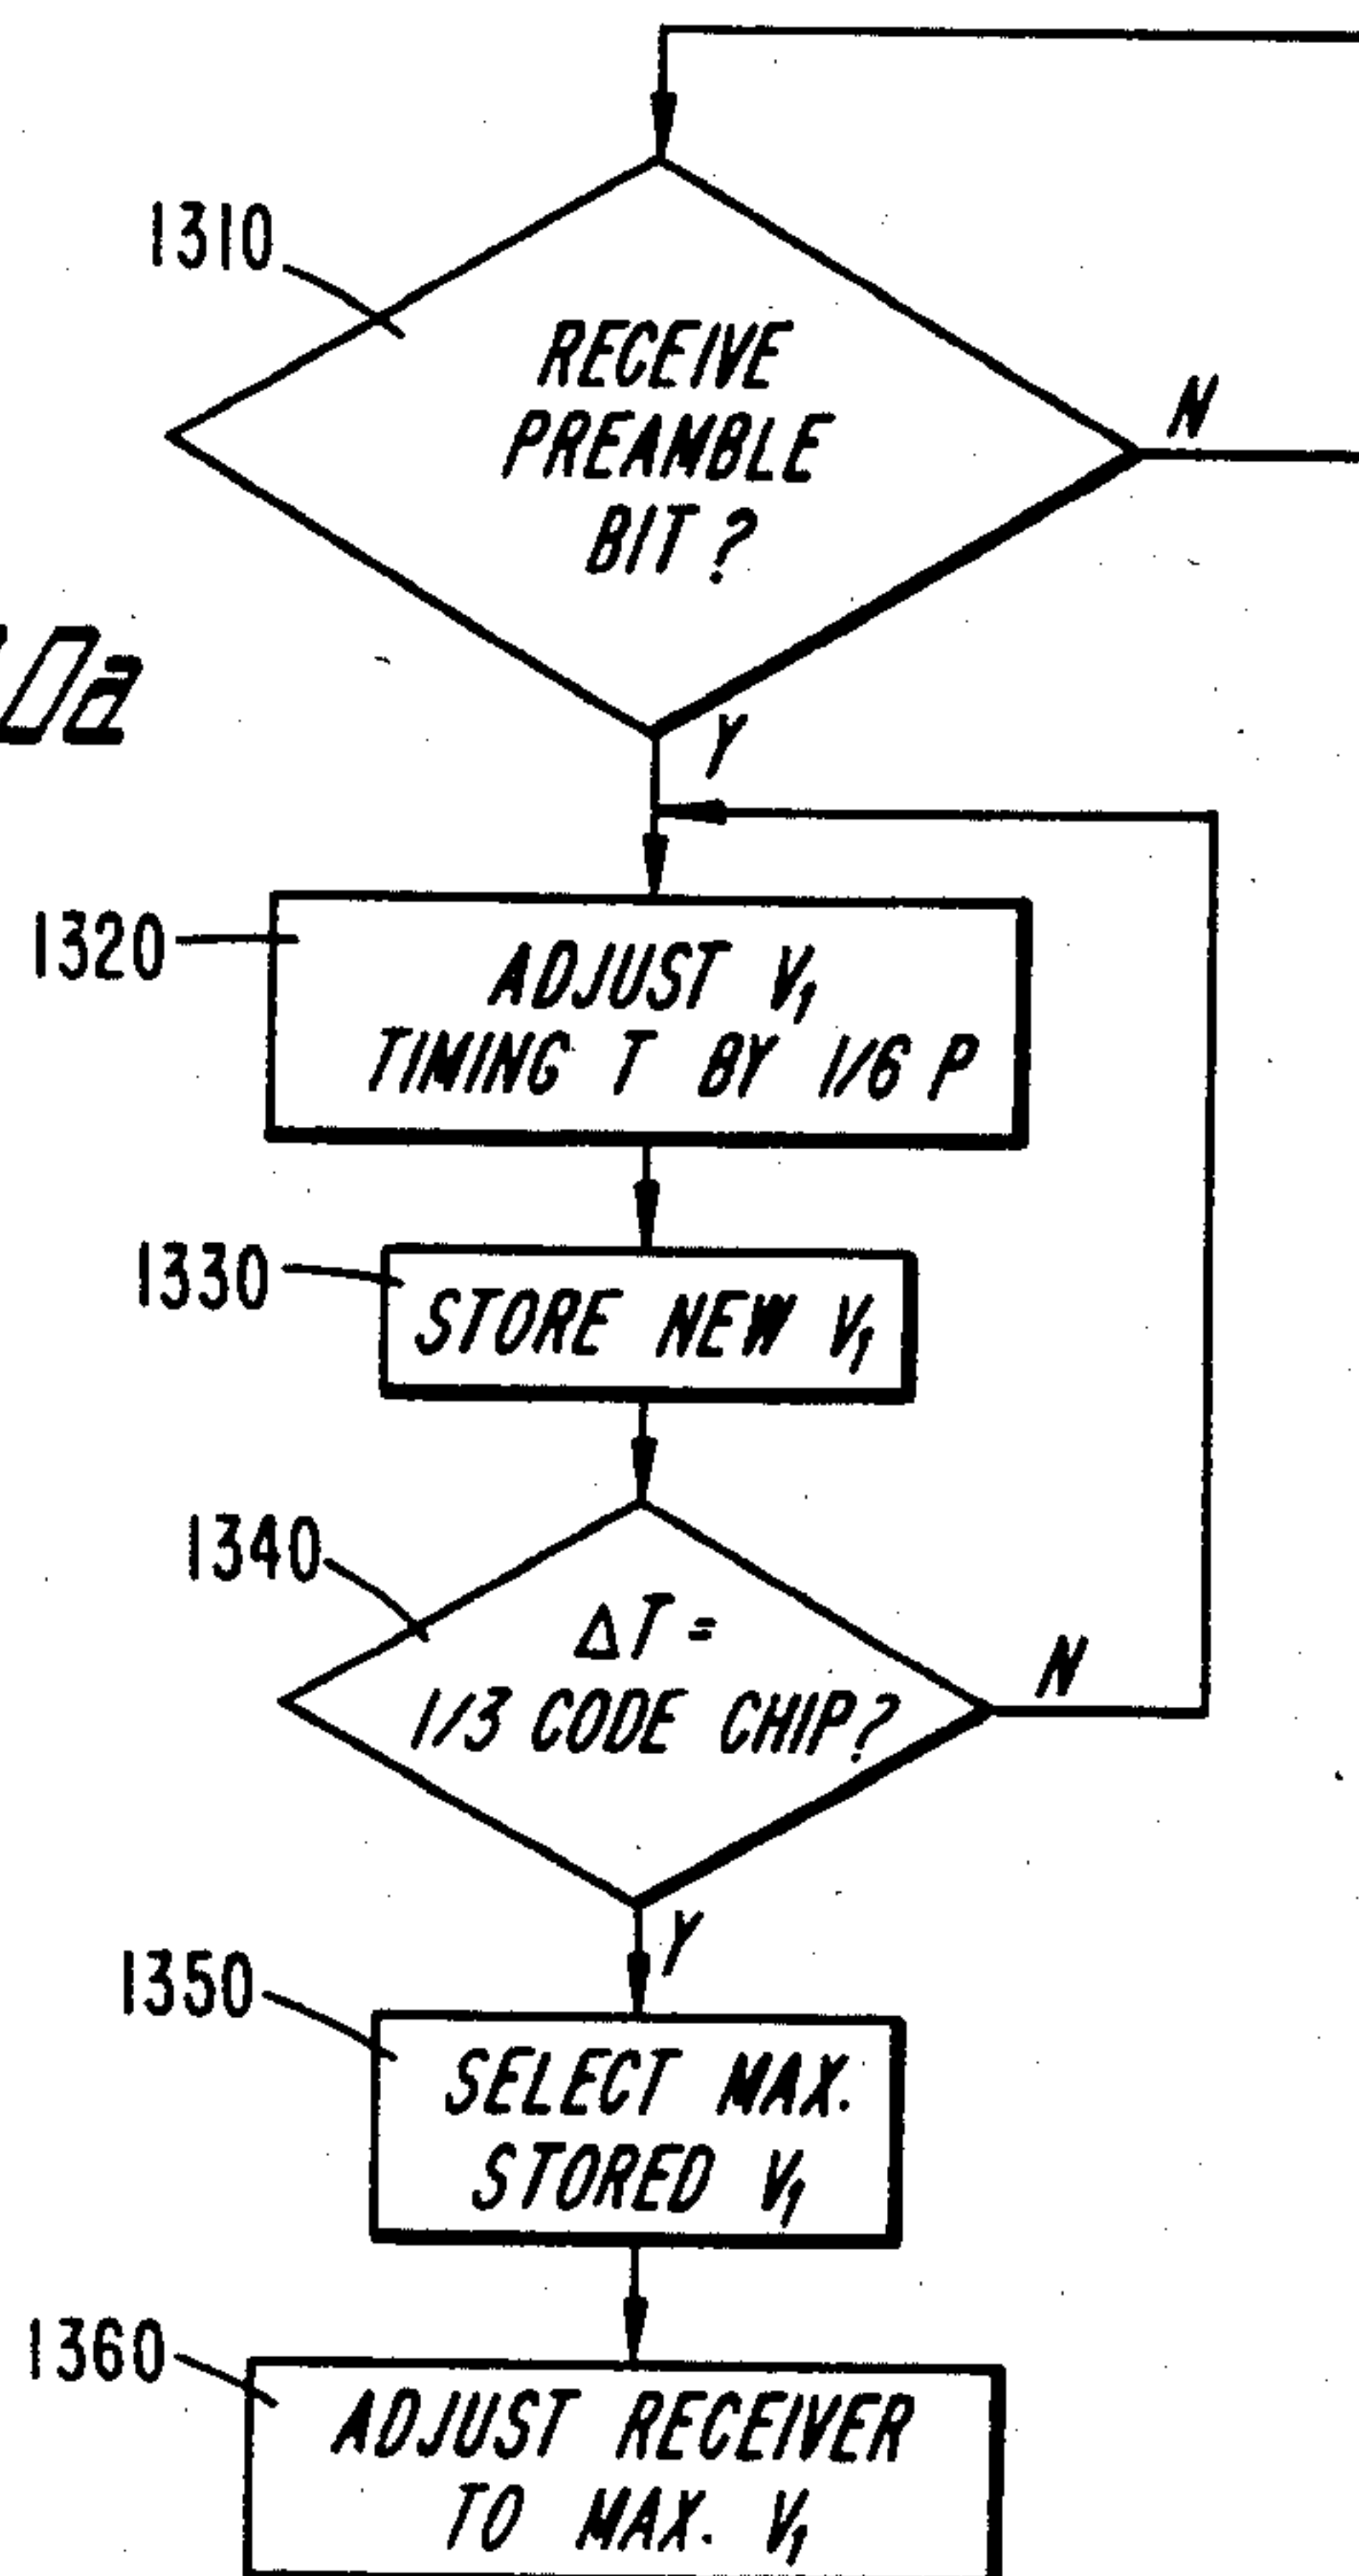 1310
RECEIVE
PREAMBLE
BIT?
N
0a
Y
1320
ADJUST V₁
TIMING T BY 1/6 P
1330
STORE NEW V₁
1340
ΔT =
1/3 CODE CHIP?
N
Y
1350
SELECT MAX.
STORED V₁
1360
ADJUST RECEIVER
TO MAX. V₁